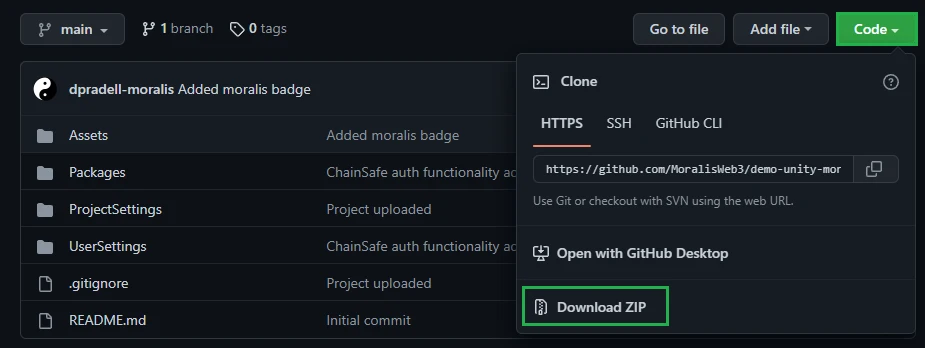 main 1 branch 0 tags Go to file Add file Code
dpradell-moralis Added moralis badge
Assets Added moralis badge
Packages ChainSafe auth functionality ad
ProjectSettings Project uploaded
UserSettings ChainSafe auth functionality ad
.gitignore Project uploaded
README.md Initial commit
Clone
HTTPS SSH GitHub CLI
https://github.com/MoralisWeb3/demo-unity-mor
Use Git or checkout with SVN using the web URL.
Open with GitHub Desktop
Download ZIP